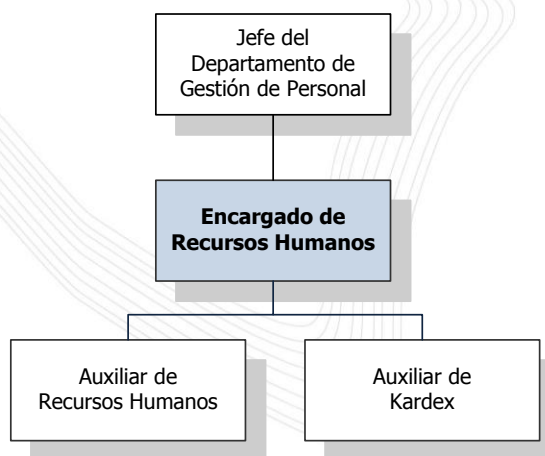 Jefe del
Departamento de
Gestión de Personal
Encargado de
Recursos Humanos
Auxiliar de
Recursos Humanos
Auxiliar de
Kardex